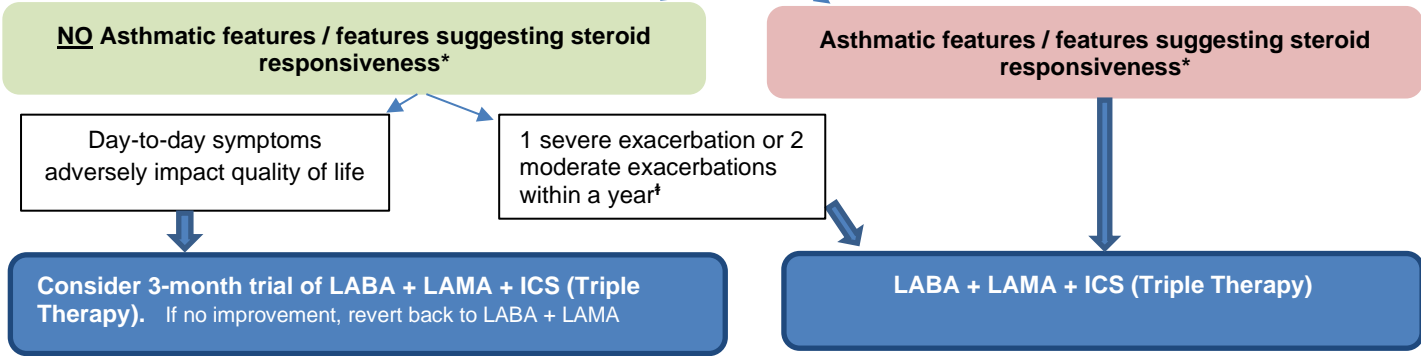 NO Asthmatic features / features suggesting steroid
responsiveness*
Asthmatic features / features suggesting steroid
responsiveness*
Day-to-day symptoms
adversely impact quality of life
1 severe exacerbation or 2
moderate exacerbations
within a yearǂ
Consider 3-month trial of LABA + LAMA + ICS (Triple
Therapy). If no improvement, revert back to LABA + LAMA
LABA + LAMA + ICS (Triple Therapy)